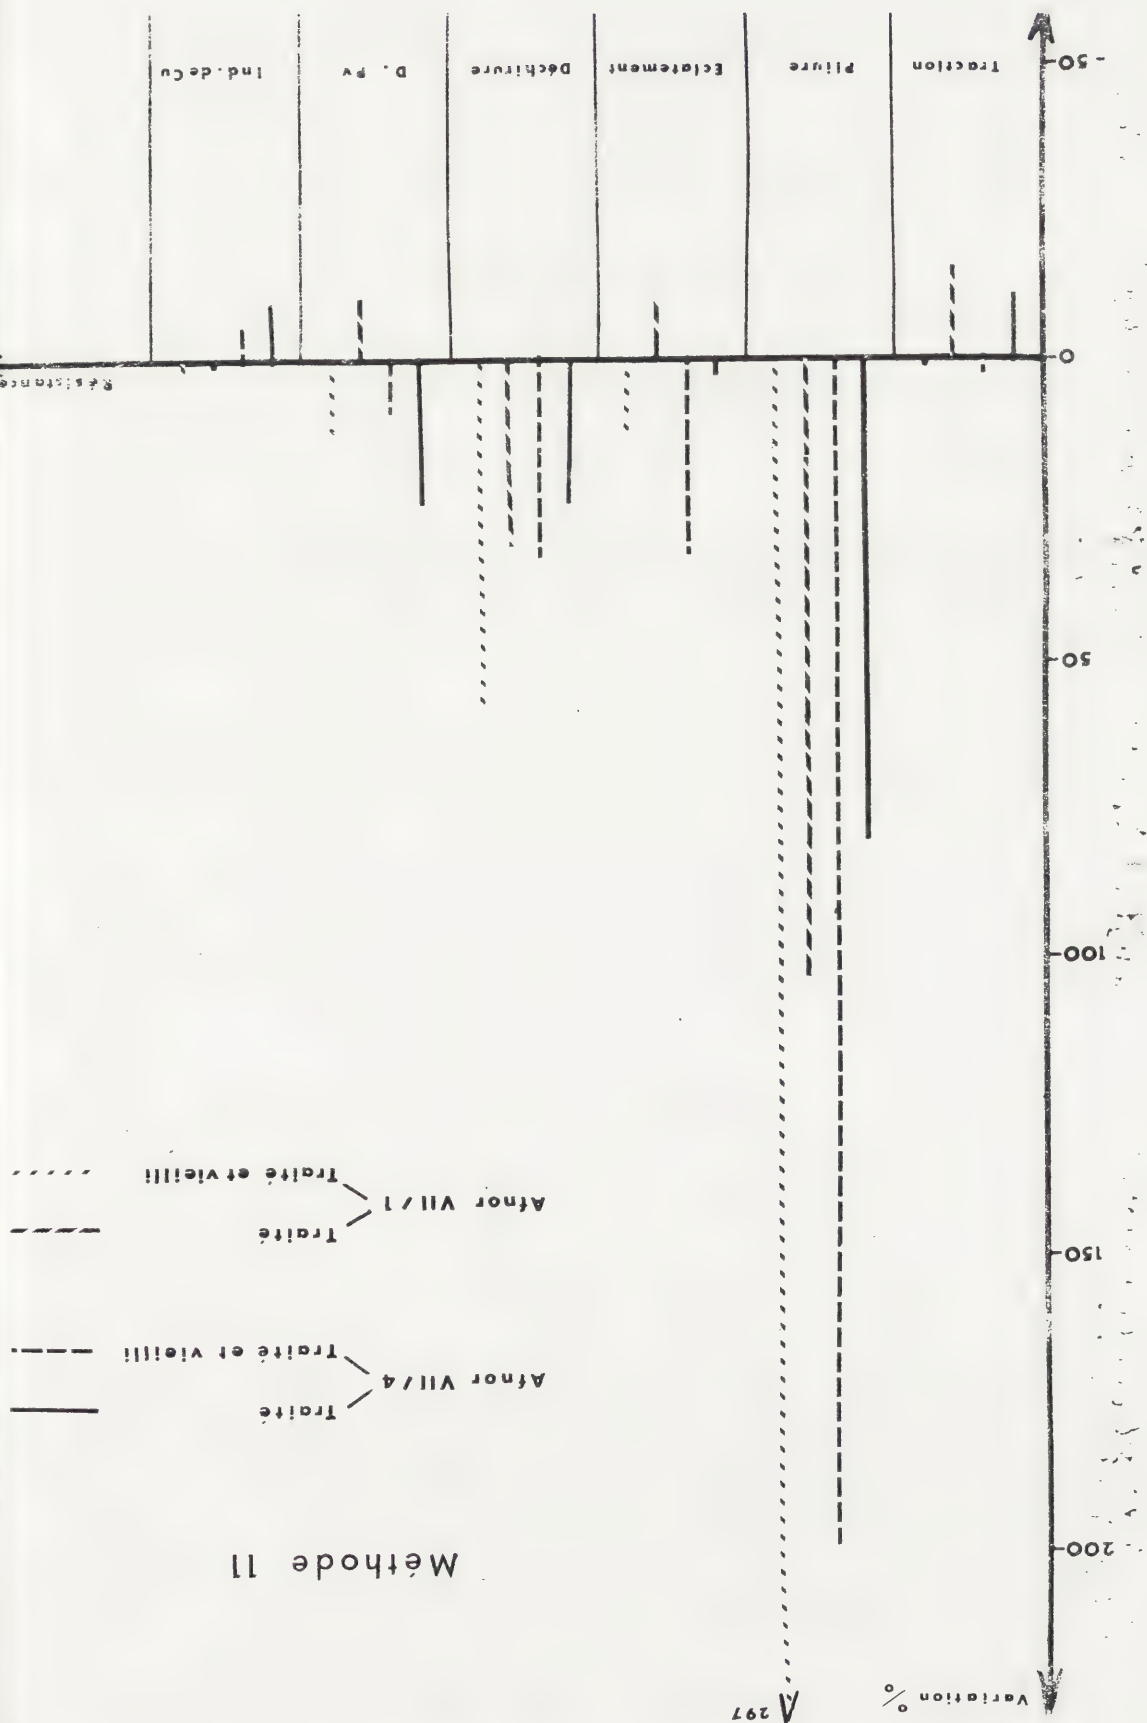 Variation %
297
Méthode 11
200
150
100
50
0
- 50
Afnor VII/4
Traité
Traité et vieilli
Afnor VII/1
Traité
Traité et vieilli
Résistance
Traction
Pliure
Eclatement
Déchirure
D. Pv
Ind. de Cu